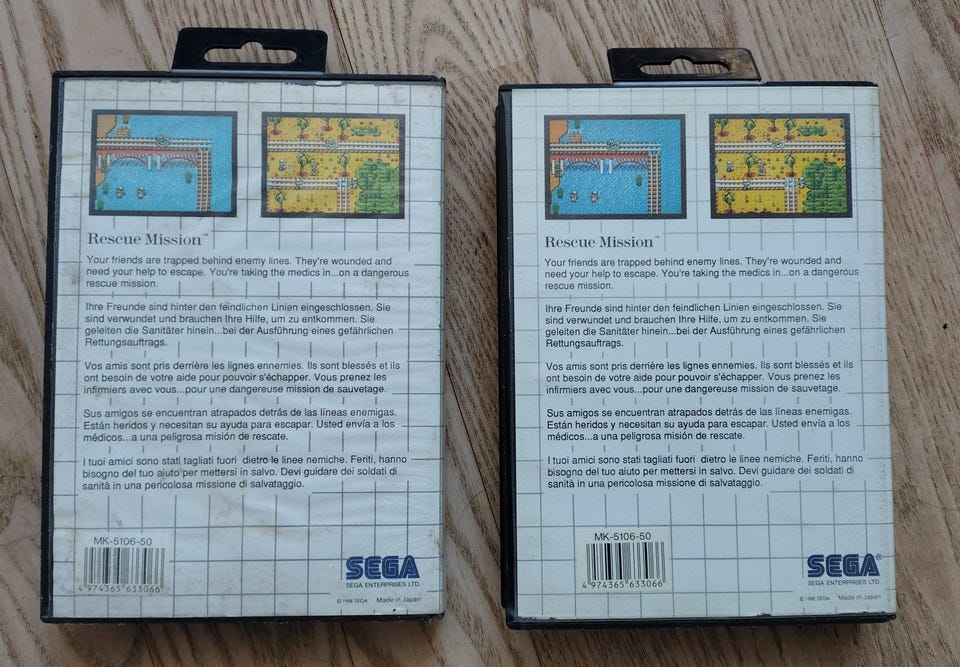 Rescue Mission™
Your friends are trapped behind enemy lines. They're wounded and
need your help to escape. You're taking the medics in...on a dangerous
rescue mission.
Ihre Freunde sind hinter den feindlichen Linien eingeschlossen. Sie
sind verwundet und brauchen Ihre Hilfe, um zu entkommen. Sie
geleiten die Sanitäter hinein...bei der Ausführung eines gefährlichen
Rettungsauftrags.
Vos amis sont pris derrière les lignes ennemies. Ils sont blessés et ils
ont besoin de votre aide pour pouvoir s'échapper. Vous prenez les
infirmiers avec vous...pour une dangereuse mission de sauvetage.
Sus amigos se encuentran atrapados detrás de las líneas enemigas.
Están heridos y necesitan su ayuda para escapar. Usted envía a los
médicos...a una peligrosa misión de rescate.
I tuoi amici sono stati tagliati fuori dietro le linee nemiche. Feriti, hanno
bisogno del tuo aiuto per mettersi in salvo. Devi guidare dei soldati di
sanità in una pericolosa missione di salvataggio.
MK-5106-50
4 974365 633066
SEGA
SEGA ENTERPRISES LTD.
© 1988 SEGA Made in Japan
Rescue Mission™
Your friends are trapped behind enemy lines. They're wounded and
need your help to escape. You're taking the medics in...on a dangerous
rescue mission.
Ihre Freunde sind hinter den feindlichen Linien eingeschlossen. Sie
sind verwundet und brauchen Ihre Hilfe, um zu entkommen. Sie
geleiten die Sanitäter hinein...bei der Ausführung eines gefährlichen
Rettungsauftrags.
Vos amis sont pris derrière les lignes ennemies. Ils sont blessés et ils
ont besoin de votre aide pour pouvoir s'échapper. Vous prenez les
infirmiers avec vous...pour une dangereuse mission de sauvetage.
Sus amigos se encuentran atrapados detrás de las líneas enemigas.
Están heridos y necesitan su ayuda para escapar. Usted envía a los
médicos...a una peligrosa misión de rescate.
I tuoi amici sono stati tagliati fuori dietro le linee nemiche. Feriti, hanno
bisogno del tuo aiuto per mettersi in salvo. Devi guidare dei soldati di
sanità in una pericolosa missione di salvataggio.
MK-5106-50
4 974365 633066
SEGA®
SEGA ENTERPRISES LTD.
© 1988 SEGA Made in Japan